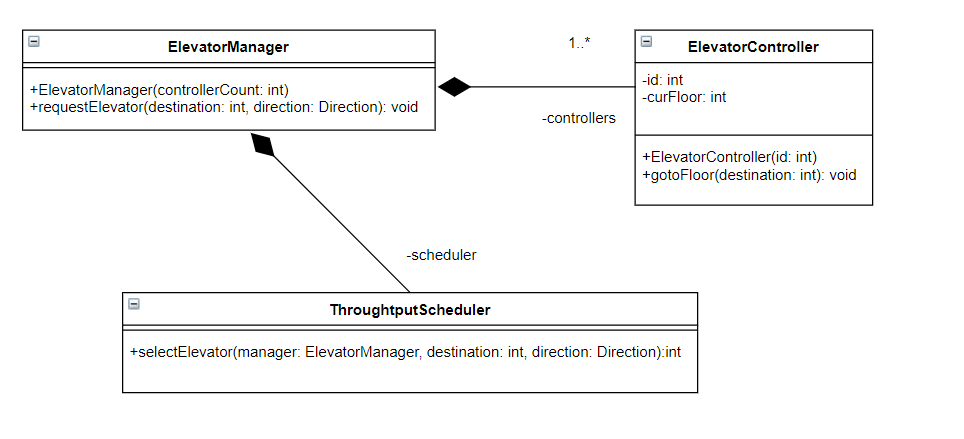 ElevatorManager
+ElevatorManager(controllerCount: int)
+requestElevator(destination: int, direction: Direction): void
1..*
-controllers
ElevatorController
-id: int
-curFloor: int
+ElevatorController(id: int)
+gotoFloor(destination: int): void
-scheduler
ThroughtputScheduler
+selectElevator(manager: ElevatorManager, destination: int, direction: Direction):int